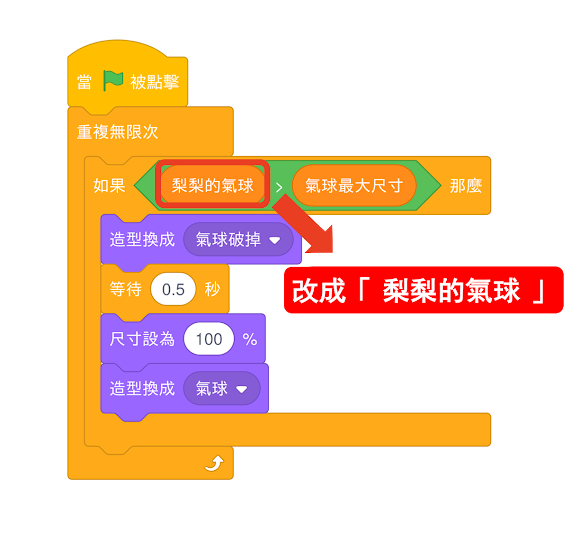 當 被點擊
重複無限次
如果 梨梨的氣球 > 氣球最大尺寸 那麼
造型換成 氣球破掉
等待 0.5 秒
改成「 梨梨的氣球 」
尺寸設為 100 %
造型換成 氣球